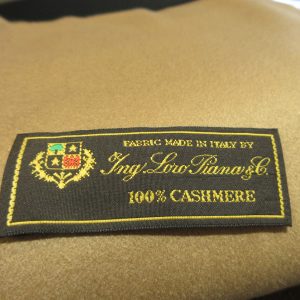 FABRIC MADE IN ITALY BY
Ing. Loro Piana & C.
100% CASHMERE